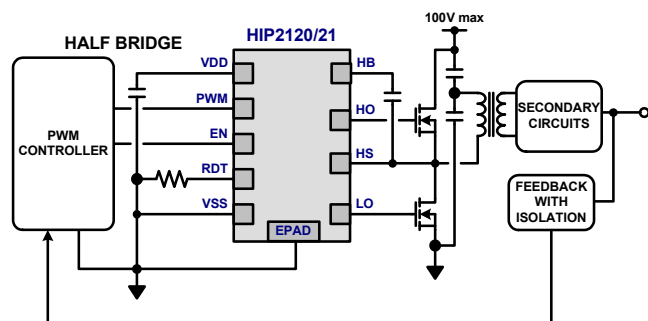 100V max
HALF BRIDGE
HIP2120/21
VDD
HB
PWM
HO
EN
PWM
CONTROLLER
SECONDARY
CIRCUITS
RDT
HS
VSS
LO
FEEDBACK
WITH
ISOLATION
EPAD